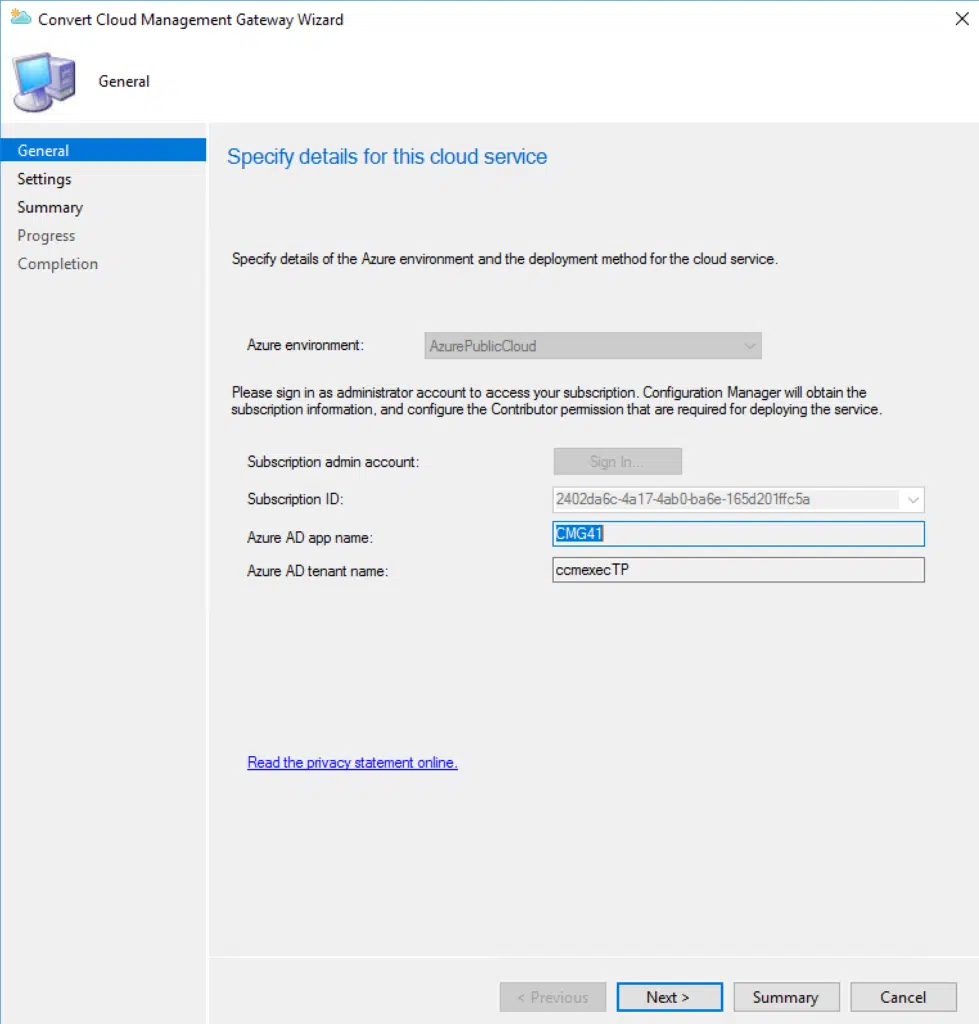 Convert Cloud Management Gateway Wizard
General
General
Settings
Summary
Progress
Completion
Specify details for this cloud service
Specify details of the Azure environment and the deployment method for the cloud service.
Azure environment: AzurePublicCloud
Please sign in as administrator account to access your subscription. Configuration Manager will obtain the
subscription information, and configure the Contributor permission that are required for deploying the service.
Subscription admin account: Sign In...
Subscription ID: 2402da6c-4a17-4ab0-ba6e-165d201ffc5a
Azure AD app name: CMG41
Azure AD tenant name: ccmexecTP
Read the privacy statement online.
< Previous Next > Summary Cancel